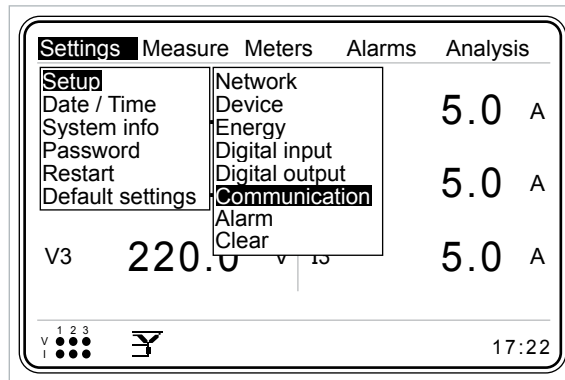 Settings Measure Meters Alarms Analysis
Setup
Date / Time
System info
Password
Restart
Default settings
Network
Device
Energy
Digital input
Digital output
Communication
Alarm
Clear
5.0 A
5.0 A
V3 220.0 V I3 5.0 A
1 2 3
V
I
17:22